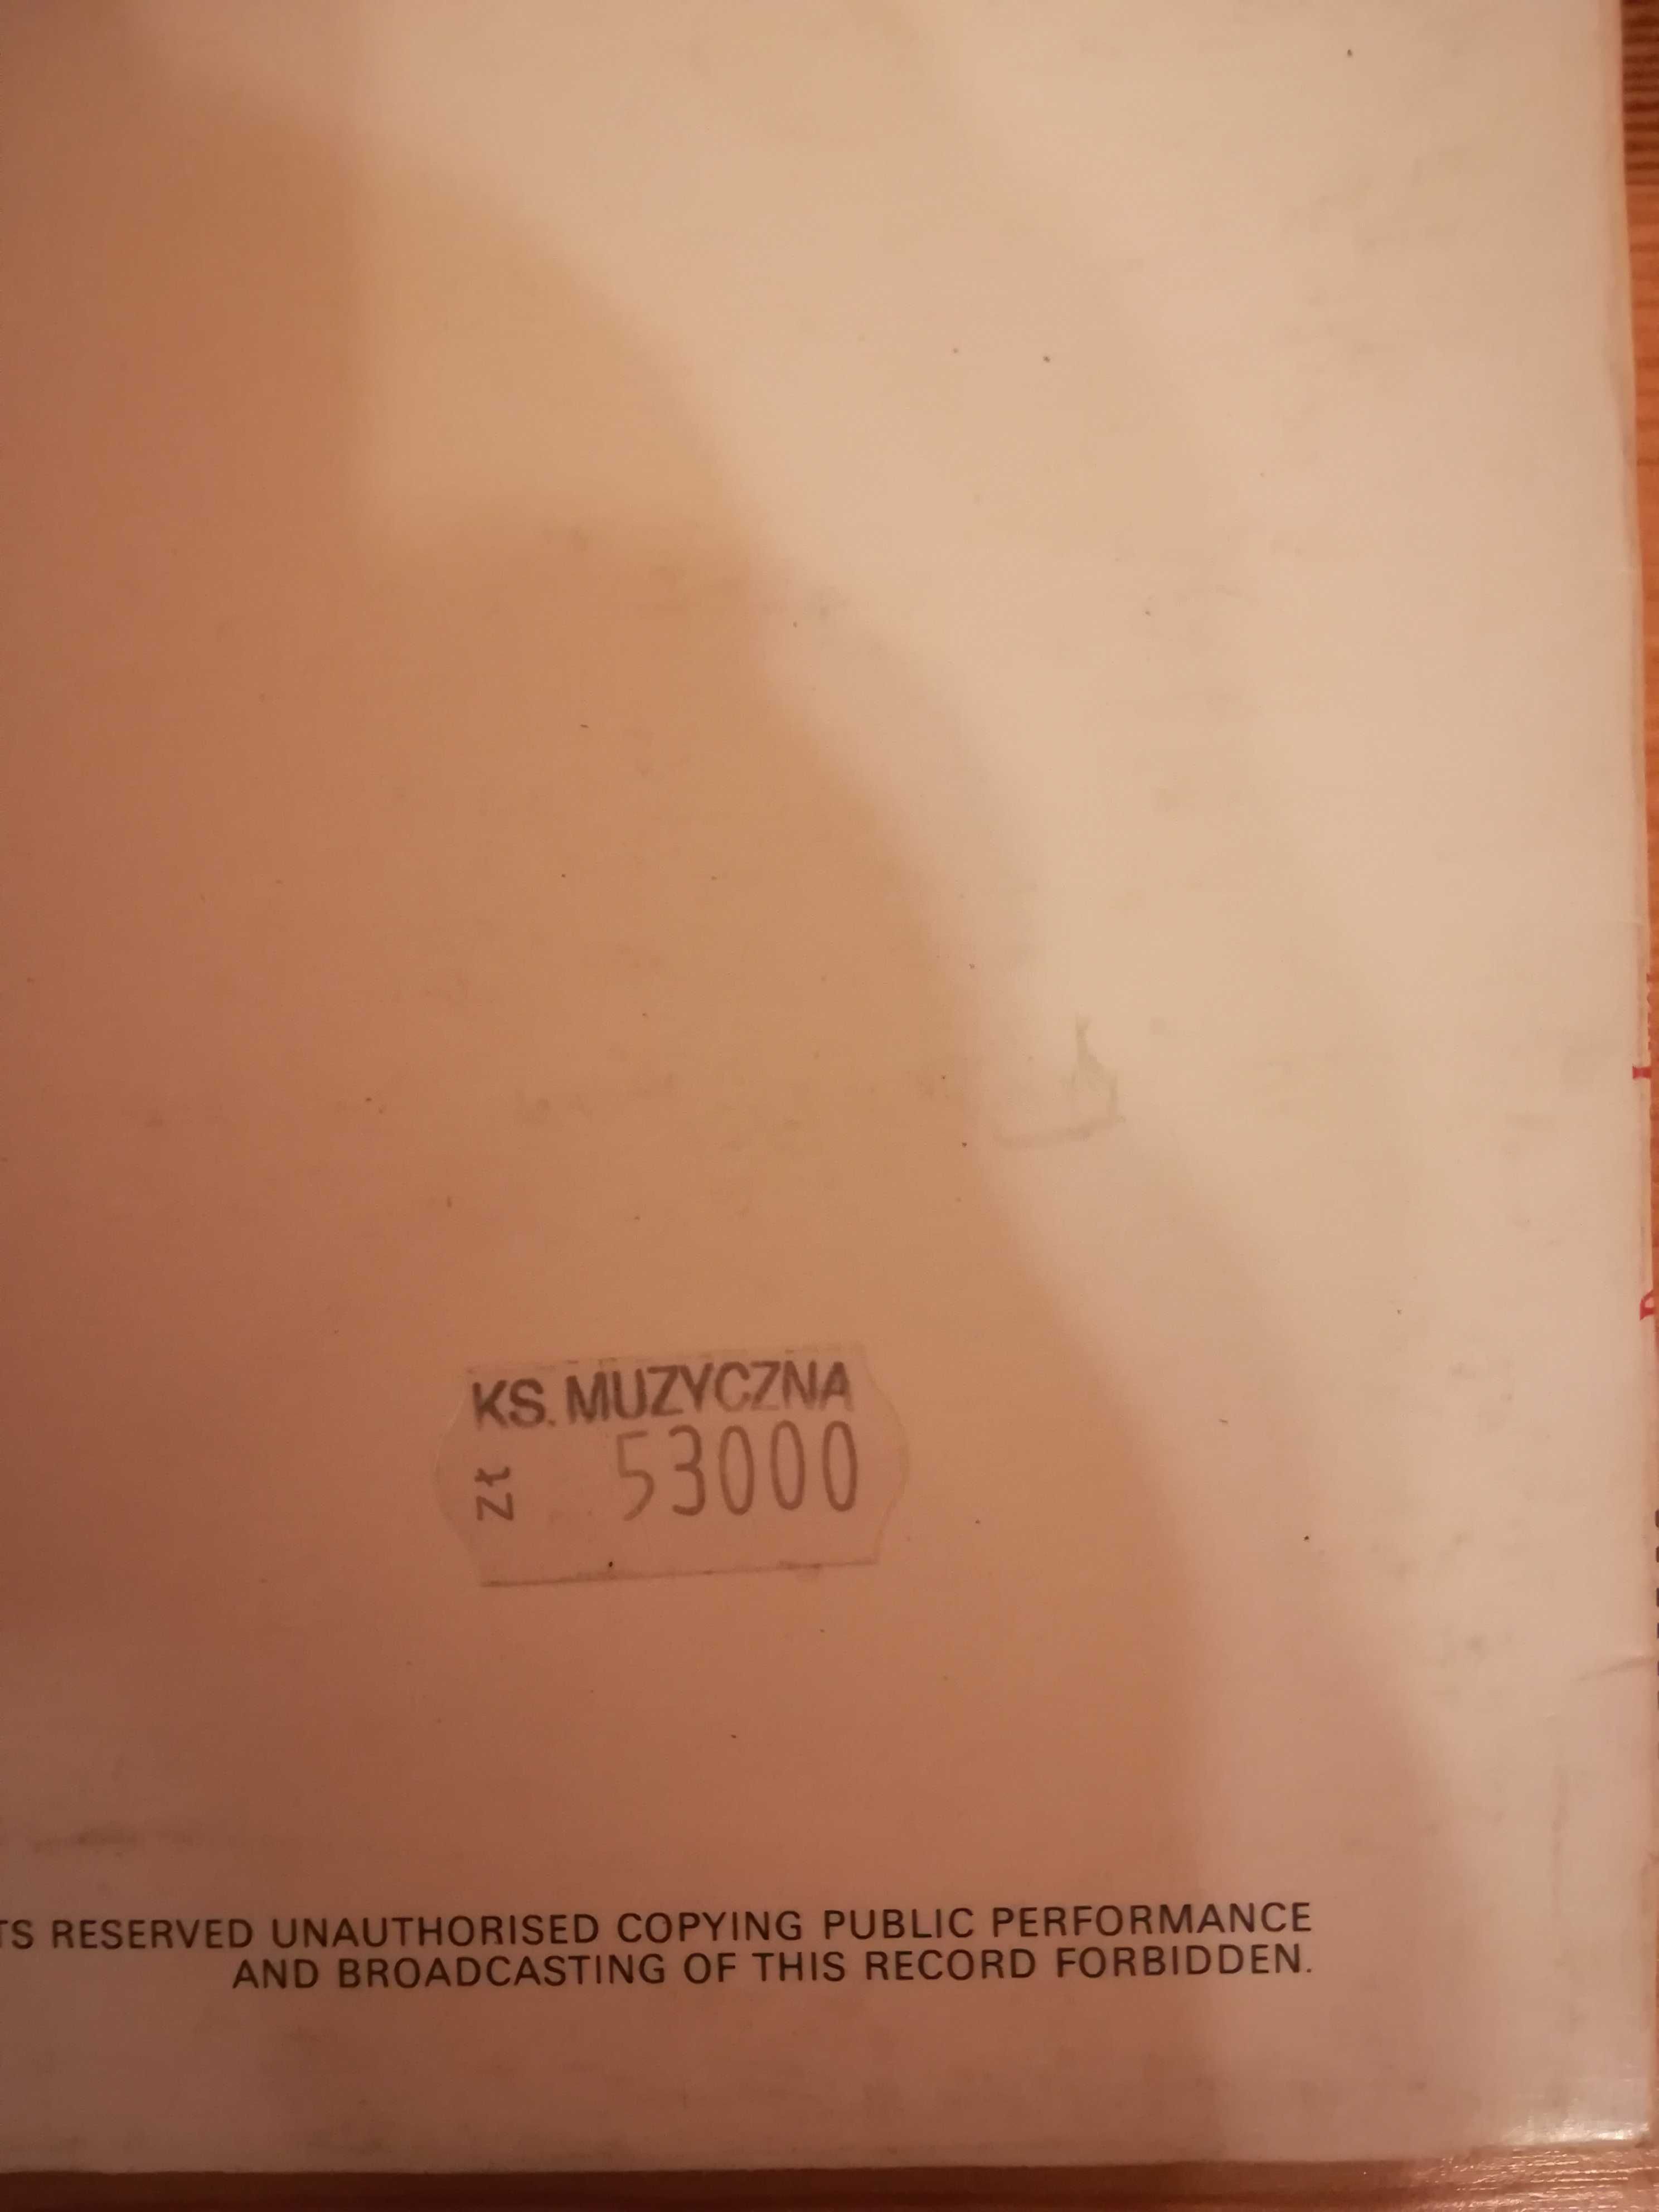 KS. MUZYCZNA
Zł 53000
TS RESERVED UNAUTHORISED COPYING PUBLIC PERFORMANCE
AND BROADCASTING OF THIS RECORD FORBIDDEN.